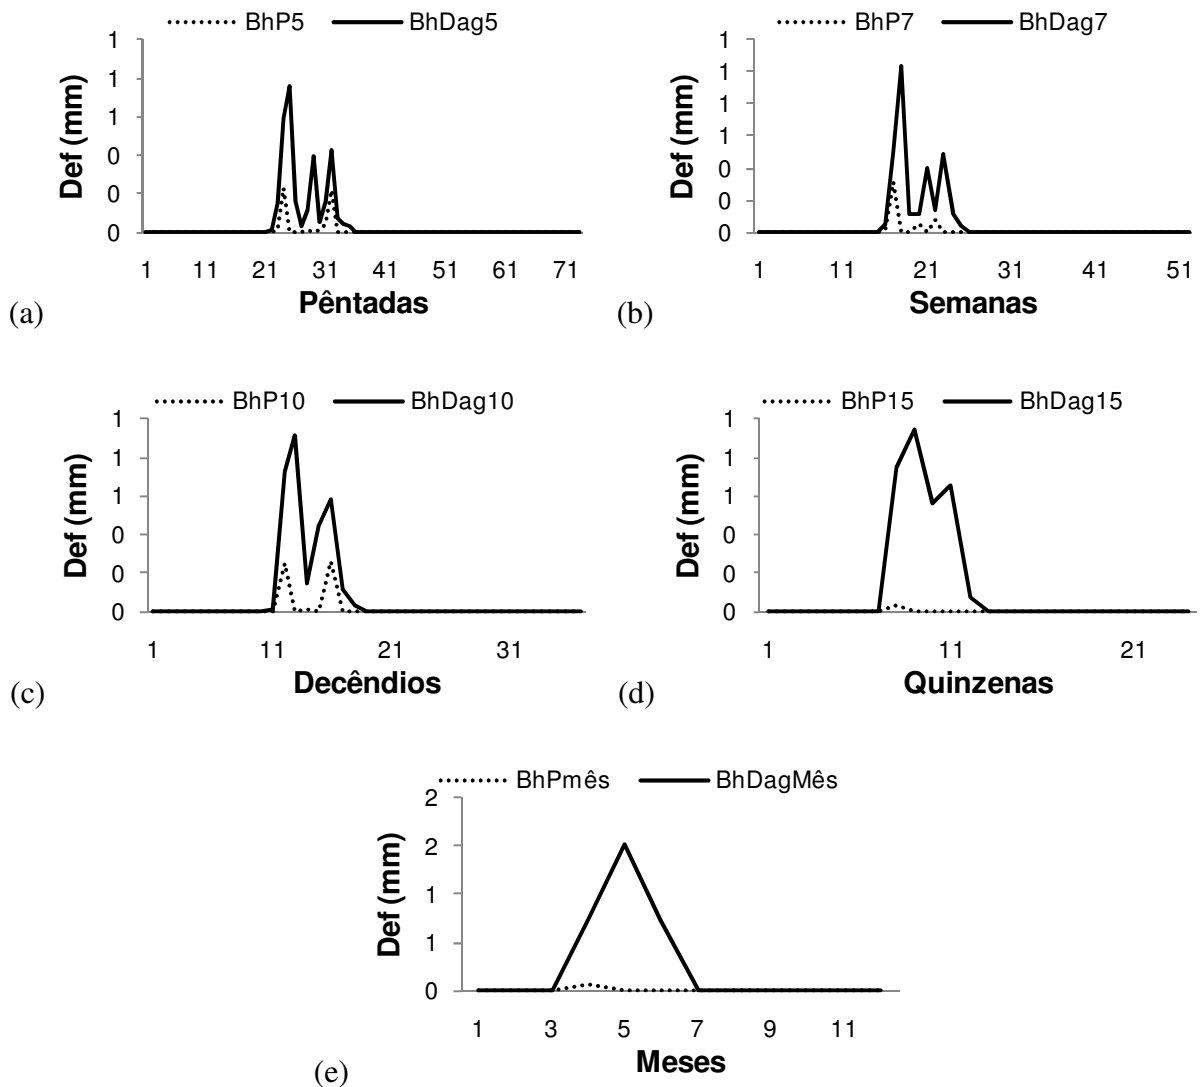 BhP5 BhDag5
1
1
1
0
0
0
Def (mm)
1 11 21 31 41 51 61 71
Pêntadas
(a)
BhP7 BhDag7
1
1
1
1
0
0
0
Def (mm)
1 11 21 31 41 51
Semanas
(b)
BhP10 BhDag10
1
1
1
0
0
0
Def (mm)
1 11 21 31
Decêndios
(c)
BhP15 BhDag15
1
1
1
0
0
0
Def (mm)
1 11 21
Quinzenas
(d)
BhPmês BhDagMês
2
2
1
1
0
Def (mm)
1 3 5 7 9 11
Meses
(e)